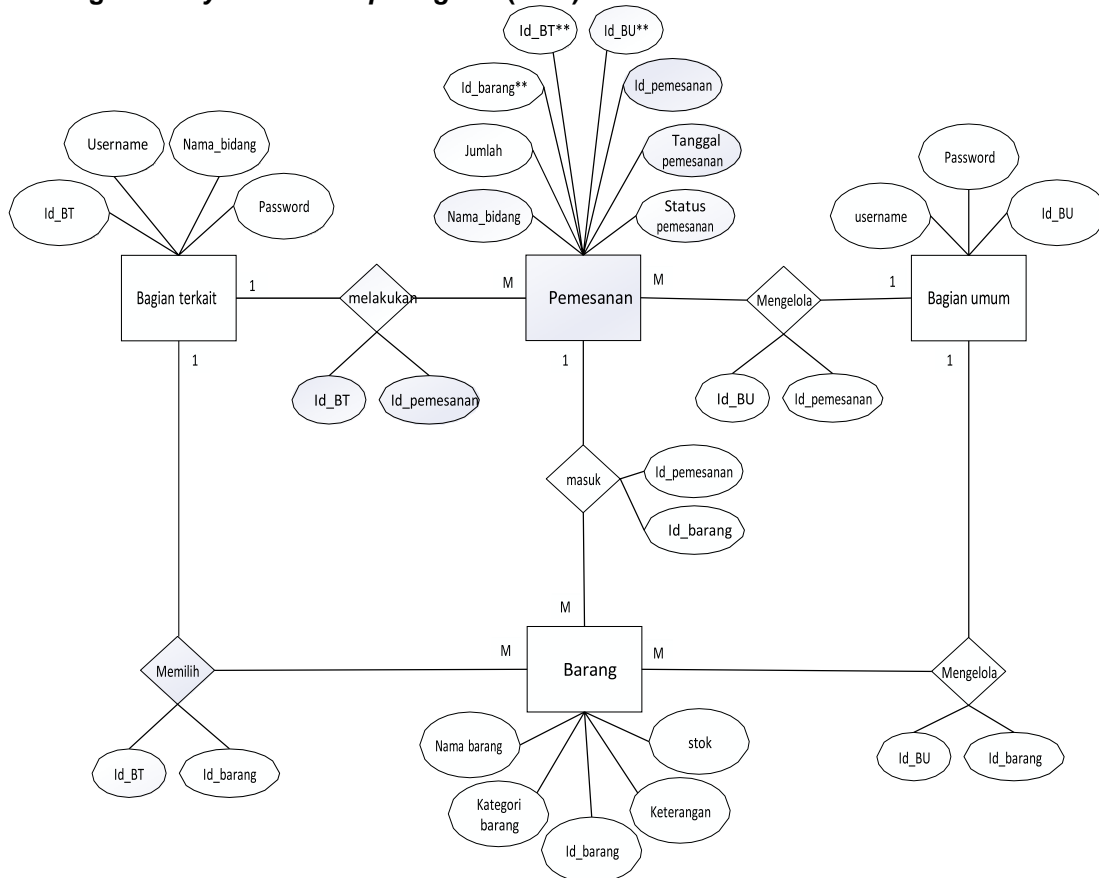 Id_BT**
Id_BU**
Id_barang**
Id_pemesanan
Username
Nama_bidang
Jumlah
Tanggal
pemesanan
Password
Id_BT
Password
Nama_bidang
Status
pemesanan
username
Id_BU
Bagian terkait
1
melakukan
M
Pemesanan
M
Mengelola
1
Bagian umum
1
1
1
Id_BT
Id_pemesanan
Id_BU
Id_pemesanan
masuk
Id_pemesanan
Id_barang
M
Memilih
M
Barang
M
Mengelola
Id_BT
Id_barang
Nama barang
stok
Id_BU
Id_barang
Kategori
barang
Keterangan
Id_barang